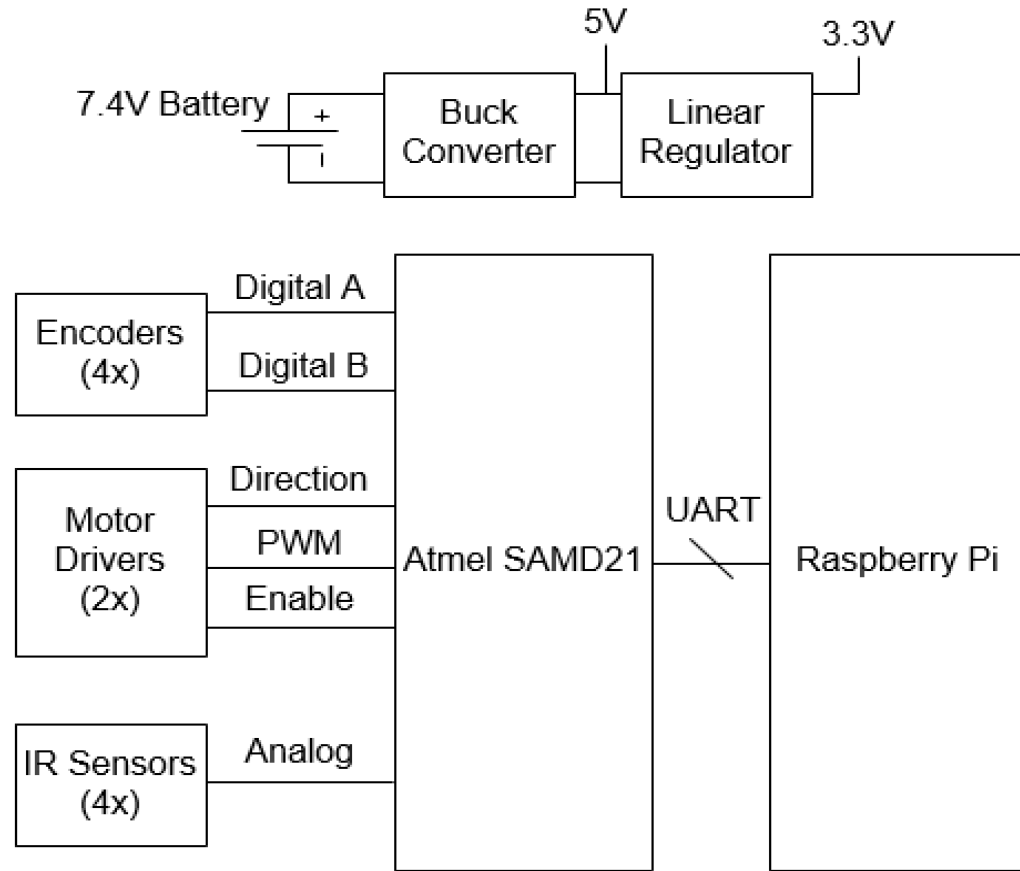 5V
3.3V
7.4V Battery
+
-
Buck
Converter
Linear
Regulator
Digital A
Encoders
(4x)
Digital B
Direction
Motor
Drivers
(2x)
PWM
Enable
Atmel SAMD21
UART
Raspberry Pi
IR Sensors
(4x)
Analog